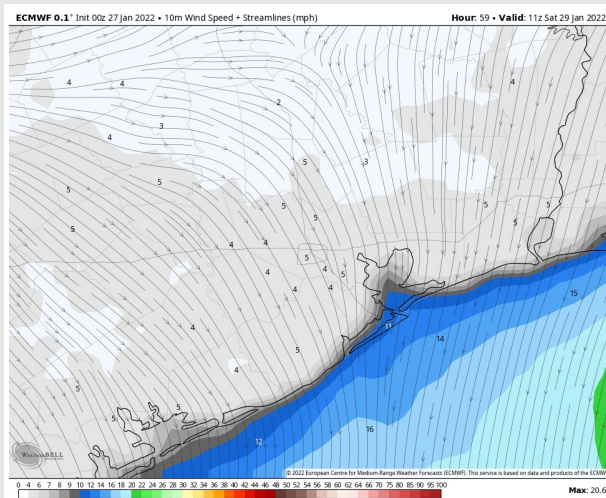 ECMWF 0.1° Init 00z 27 Jan 2022 • 10m Wind Speed + Streamlines (mph) Hour: 59 • Valid: 11z Sat 29 Jan 2022
4 4 4
2
3
4
5 3
5
5
5 5 5
5
5 5
4 4
5
4 4 5
4 4
15
11
4
14
5
4
5
5
16
12
WeatherBELL
© 2022 European Centre for Medium-Range Weather Forecasts (ECMWF). This service is based on data and products of the ECMW
0 4 5 6 7 8 9 10 12 14 16 18 20 22 24 26 28 30 32 34 36 38 40 42 44 46 48 50 52 54 56 58 60 62 64 66 68 70 75 80 85 90 95 100
Max: 20.6